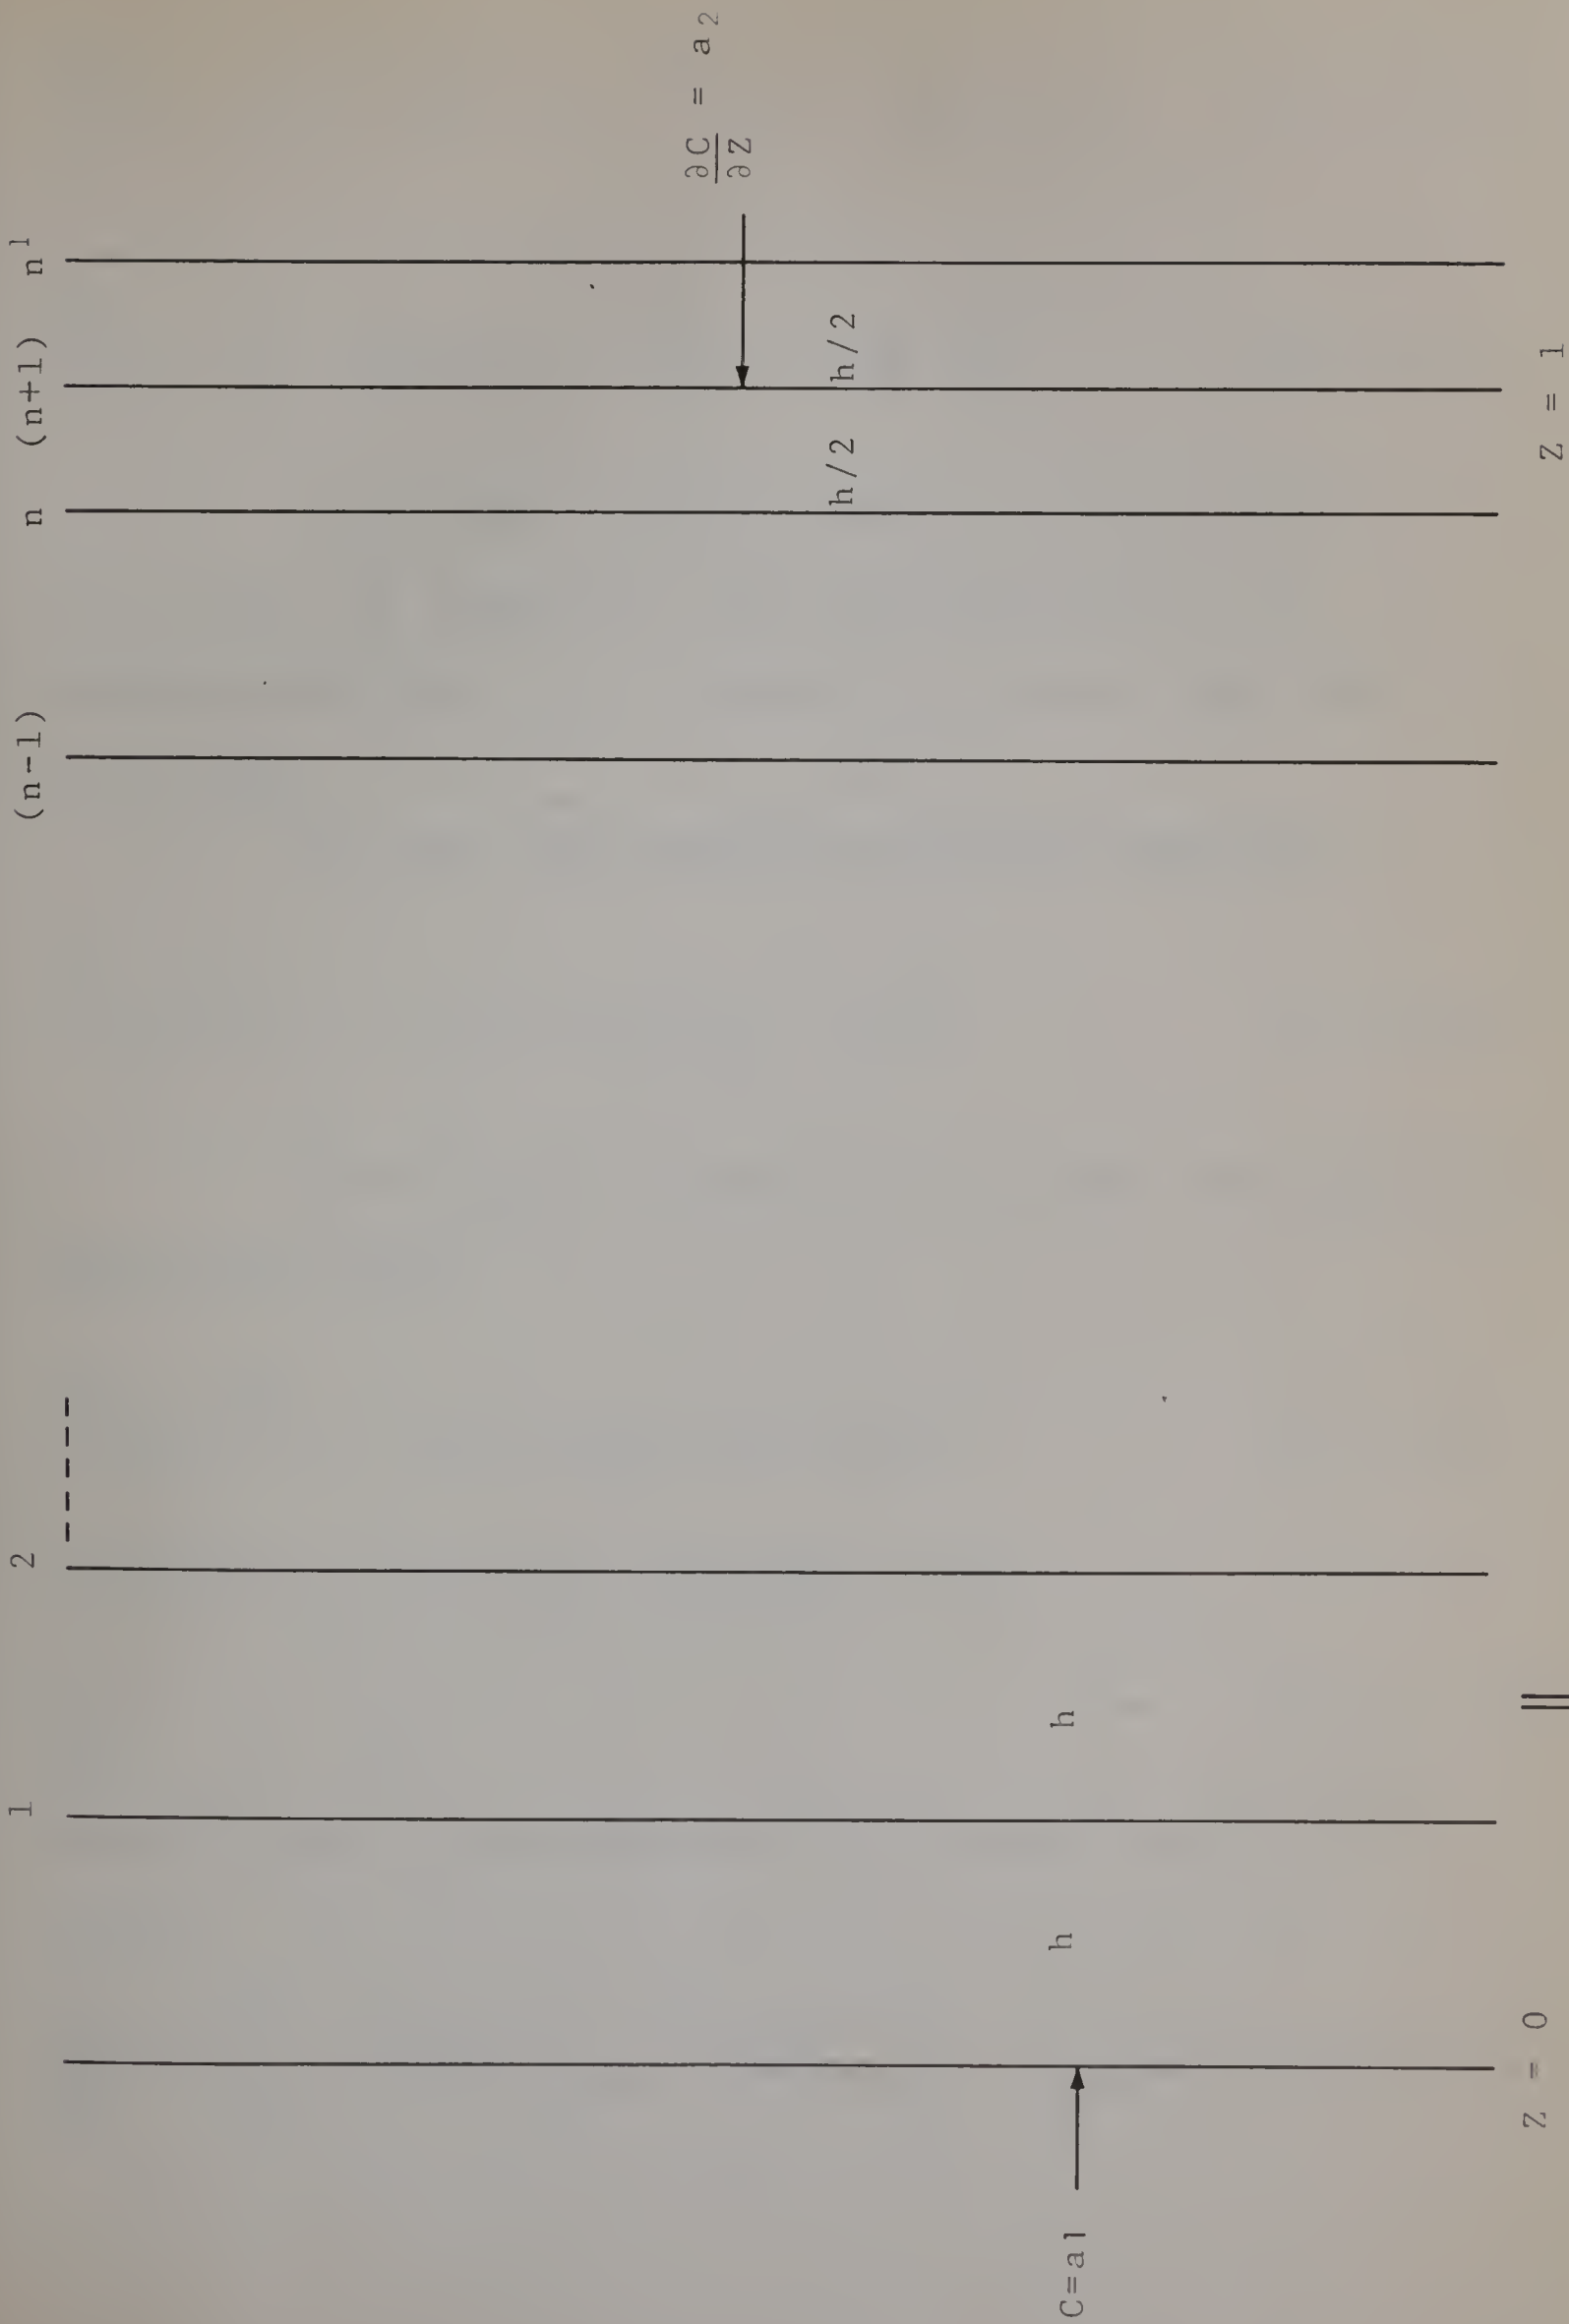 1 2 (n-1) n (n+1) n¹
∂C
∂Z
= a₂
h/2 h/2
C=a1
h h
Z = 0
Z = 1